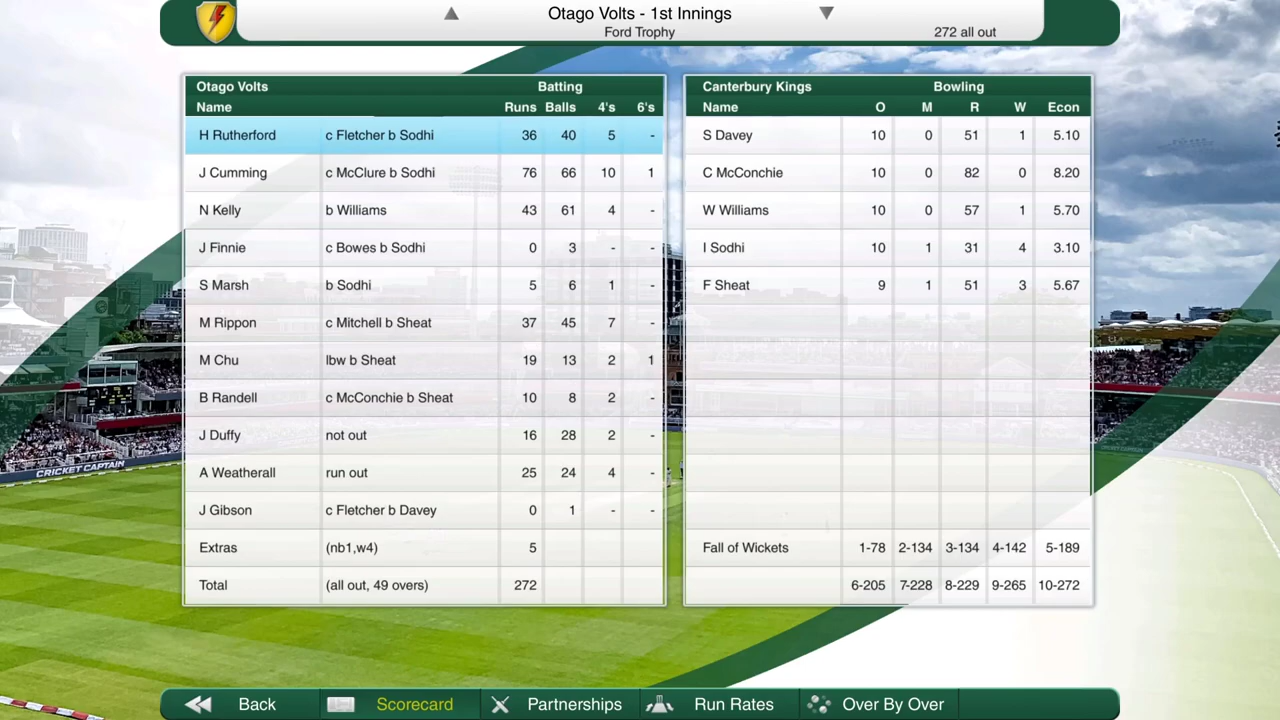 Otago Volts - 1st Innings
Ford Trophy 272 all out
Otago Volts Batting
Name Runs Balls 4's 6's
H Rutherford c Fletcher b Sodhi 36 40 5 -
J Cumming c McClure b Sodhi 76 66 10 1
N Kelly b Williams 43 61 4 -
J Finnie c Bowes b Sodhi 0 3 - -
S Marsh b Sodhi 5 6 1 -
M Rippon c Mitchell b Sheat 37 45 7 -
M Chu lbw b Sheat 19 13 2 1
B Randell c McConchie b Sheat 10 8 2 -
J Duffy not out 16 28 2 -
A Weatherall run out 25 24 4 -
J Gibson c Fletcher b Davey 0 1 - -
Extras (nb1,w4) 5
Total (all out, 49 overs) 272
Canterbury Kings Bowling
Name O M R W Econ
S Davey 10 0 51 1 5.10
C McConchie 10 0 82 0 8.20
W Williams 10 0 57 1 5.70
I Sodhi 10 1 31 4 3.10
F Sheat 9 1 51 3 5.67
Fall of Wickets 1-78 2-134 3-134 4-142 5-189
6-205 7-228 8-229 9-265 10-272
CRICKET CAPTAIN
Back Scorecard Partnerships Run Rates Over By Over